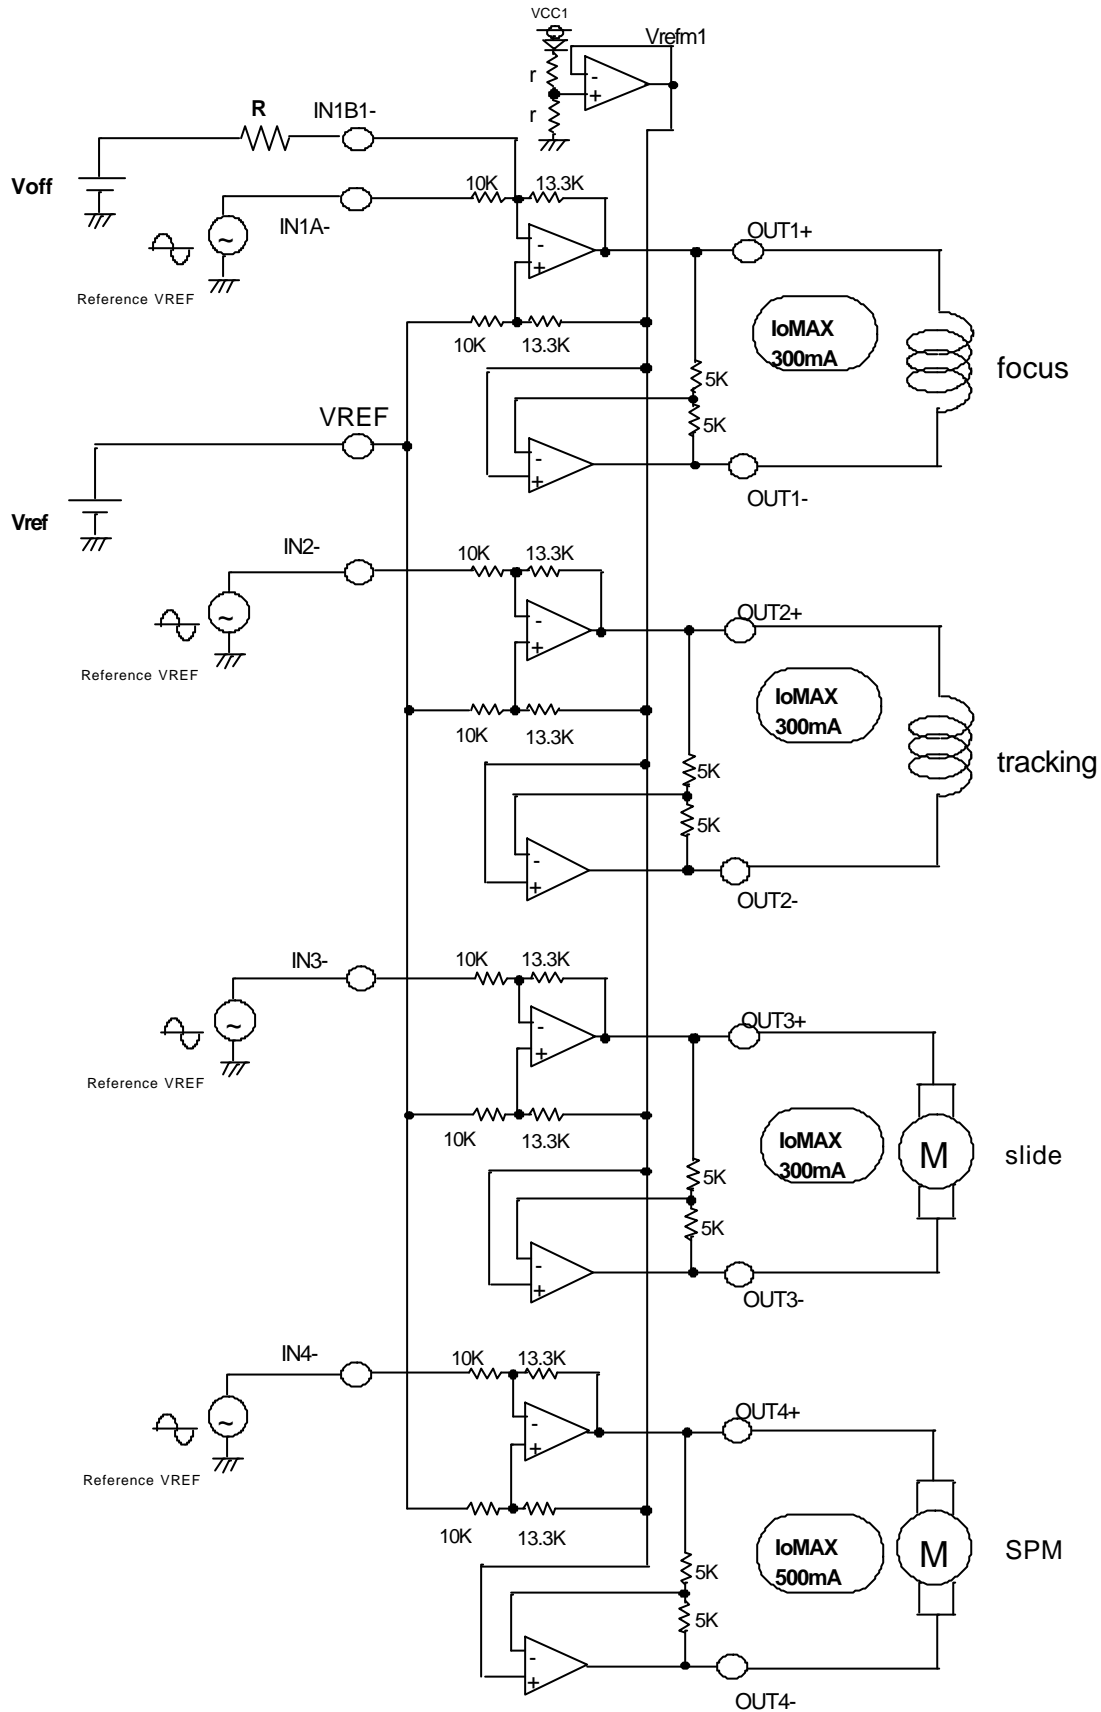 VCC1
Vrefm1
r
-
+
r
R
IN1B1-
Voff
10K
13.3K
IN1A-
~
-
+
OUT1+
Reference VREF
IoMAX
300mA
10K
13.3K
focus
5K
VREF
5K
-
+
OUT1-
Vref
IN2-
10K
13.3K
~
-
+
OUT2+
Reference VREF
IoMAX
300mA
10K
13.3K
tracking
5K
5K
-
+
OUT2-
IN3-
10K
13.3K
~
-
+
OUT3+
Reference VREF
10K
13.3K
IoMAX
300mA
M
slide
5K
5K
-
+
OUT3-
IN4-
10K
13.3K
~
-
+
OUT4+
Reference VREF
10K
13.3K
IoMAX
500mA
M
SPM
5K
5K
-
+
OUT4-